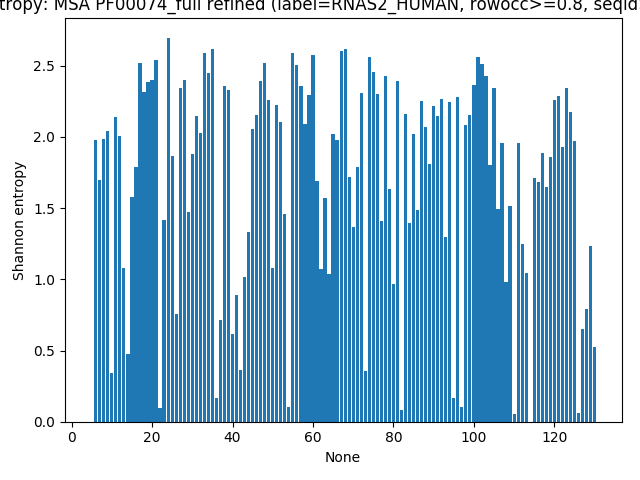 tropy: MSA PF00074_full refined (label=RNAS2_HUMAN, rowocc>=0.8, seqid
Shannon entropy
2.5
2.0
1.5
1.0
0.5
0.0
0 20 40 60 80 100 120
None